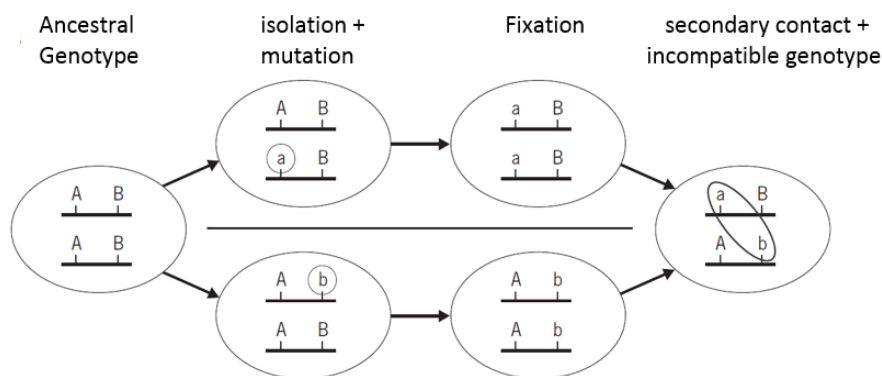 Ancestral Genotype
isolation + mutation
Fixation
secondary contact + incompatible genotype
A B
A B
A B
a B
a B
a B
A b
A B
A b
A b
a B
A b